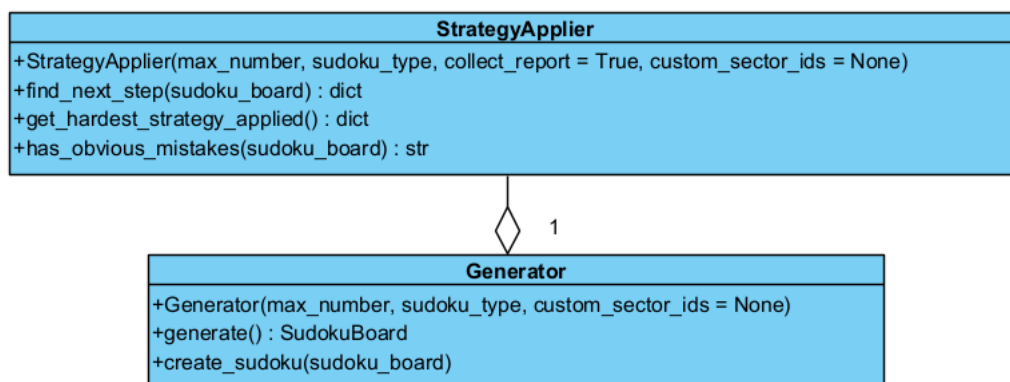 StrategyApplier
+StrategyApplier(max_number, sudoku_type, collect_report = True, custom_sector_ids = None)
+find_next_step(sudoku_board) : dict
+get_hardest_strategy_applied() : dict
+has_obvious_mistakes(sudoku_board) : str
1
Generator
+Generator(max_number, sudoku_type, custom_sector_ids = None)
+generate() : SudokuBoard
+create_sudoku(sudoku_board)